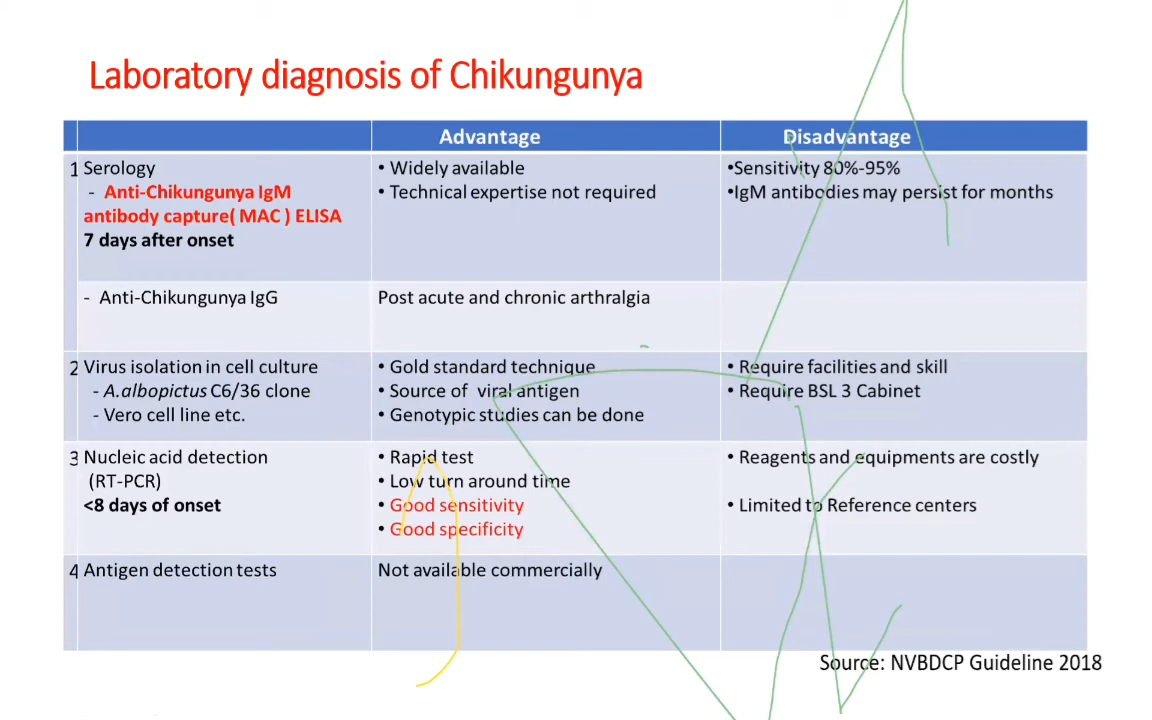 Laboratory diagnosis of Chikungunya
Advantage
Disadvantage
1 Serology
- Anti-Chikungunya IgM
antibody capture( MAC ) ELISA
7 days after onset
• Widely available
• Technical expertise not required
•Sensitivity 80%-95%
•IgM antibodies may persist for months
- Anti-Chikungunya IgG
Post acute and chronic arthralgia
2 Virus isolation in cell culture
- A.albopictus C6/36 clone
- Vero cell line etc.
• Gold standard technique
• Source of viral antigen
• Genotypic studies can be done
• Require facilities and skill
• Require BSL 3 Cabinet
3 Nucleic acid detection
(RT-PCR)
<8 days of onset
• Rapid test
• Low turn around time
• Good sensitivity
• Good specificity
• Reagents and equipments are costly
• Limited to Reference centers
4 Antigen detection tests
Not available commercially
Source: NVBDCP Guideline 2018